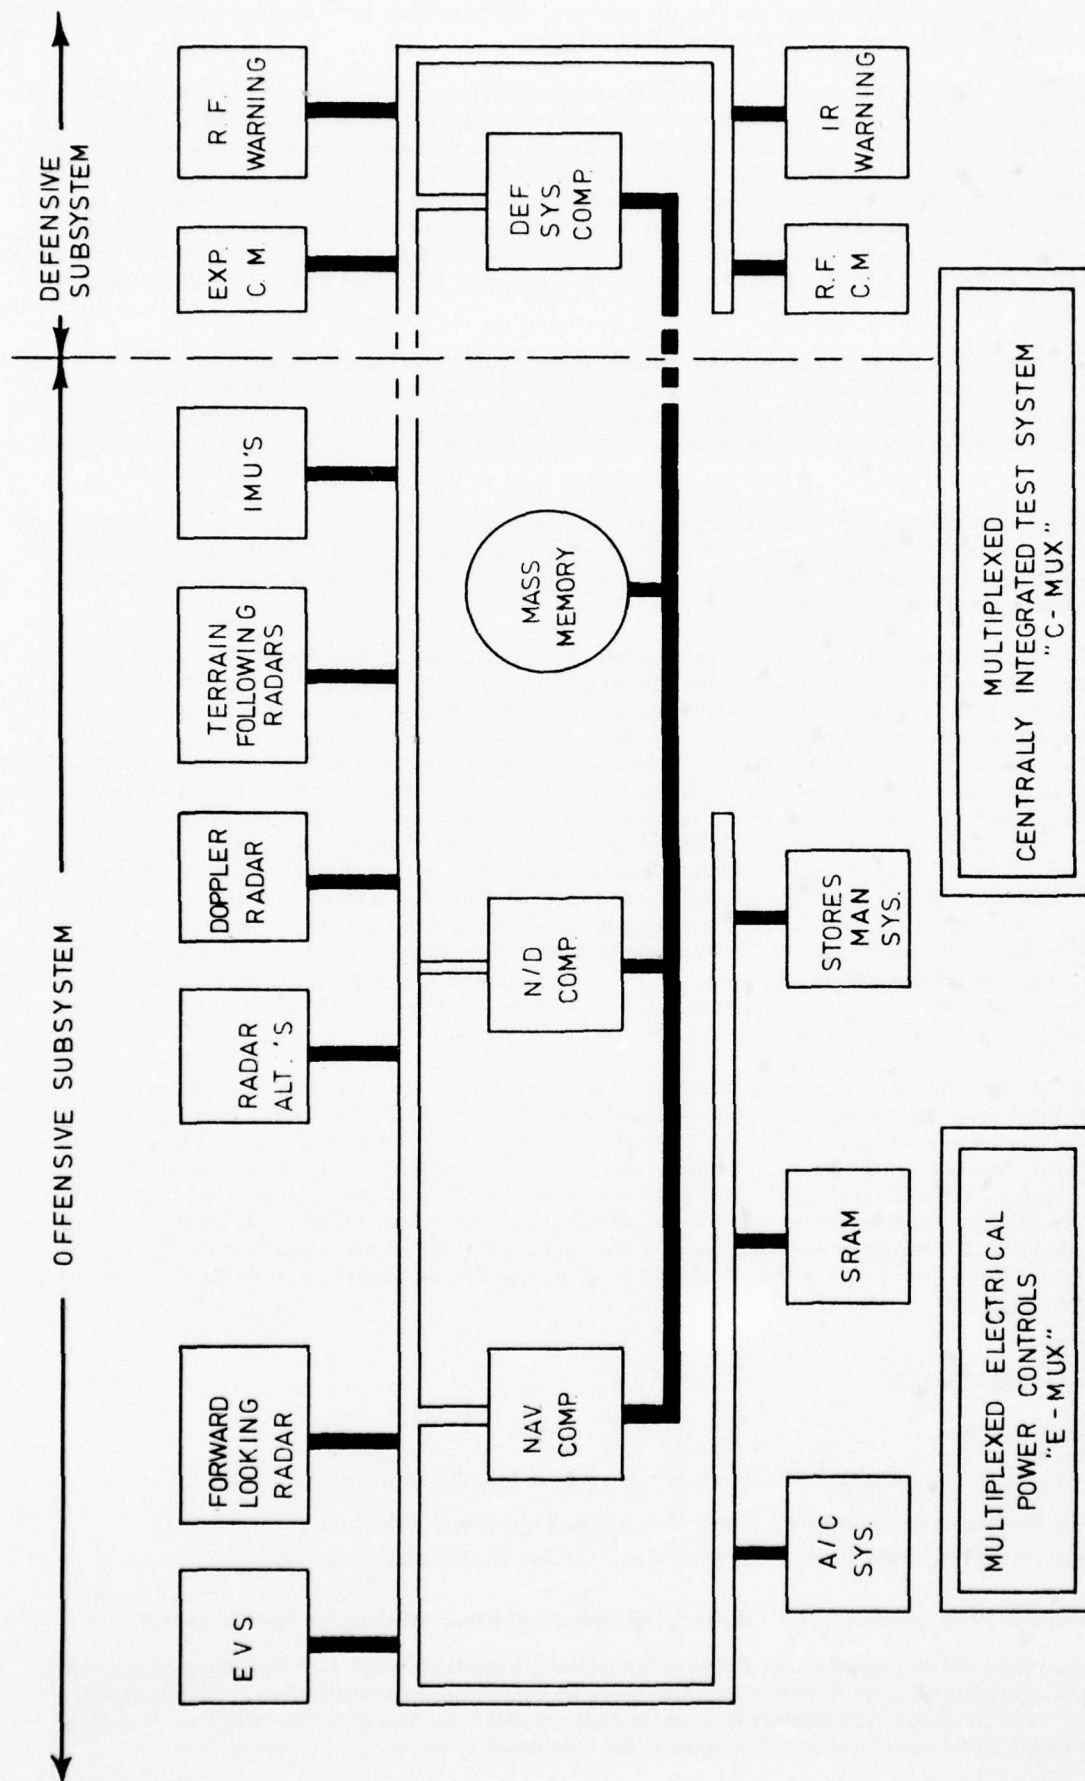 OFFENSIVE SUBSYSTEM
DEFENSIVE
SUBSYSTEM
E V S
FORWARD
LOOKING
RADAR
RADAR
ALT.'S
DOPPLER
RADAR
TERRAIN
FOLLOWING
RADARS
IMU'S
EXP.
C.M.
R.F.
WARNING
NAV
COMP.
N/D
COMP.
MASS
MEMORY
DEF
SYS.
COMP.
A/C
SYS.
SRAM
STORES
MAN
SYS.
R.F.
C.M
IR
WARNING
MULTIPLEXED ELECTRICAL
POWER CONTROLS
"E-MUX"
MULTIPLEXED
CENTRALLY INTEGRATED TEST SYSTEM
"C-MUX"